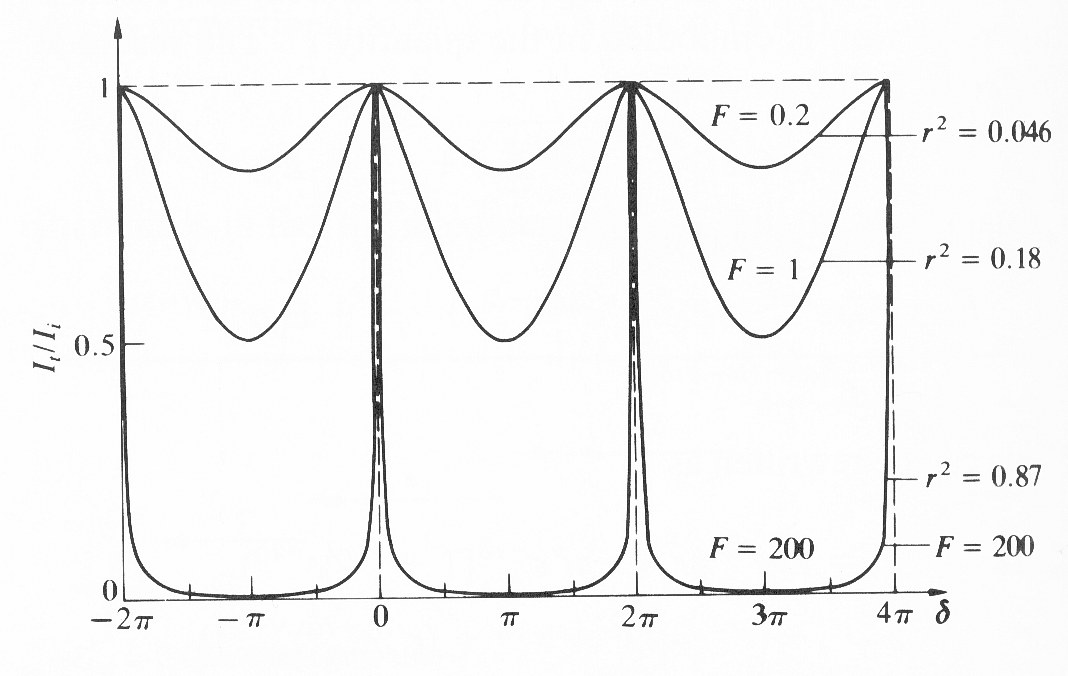 1
F = 0.2
r² = 0.046
F = 1
r² = 0.18
I_t/I_i
0.5
r² = 0.87
F = 200
F = 200
0
−2π
−π
0
π
2π
3π
4π
δ